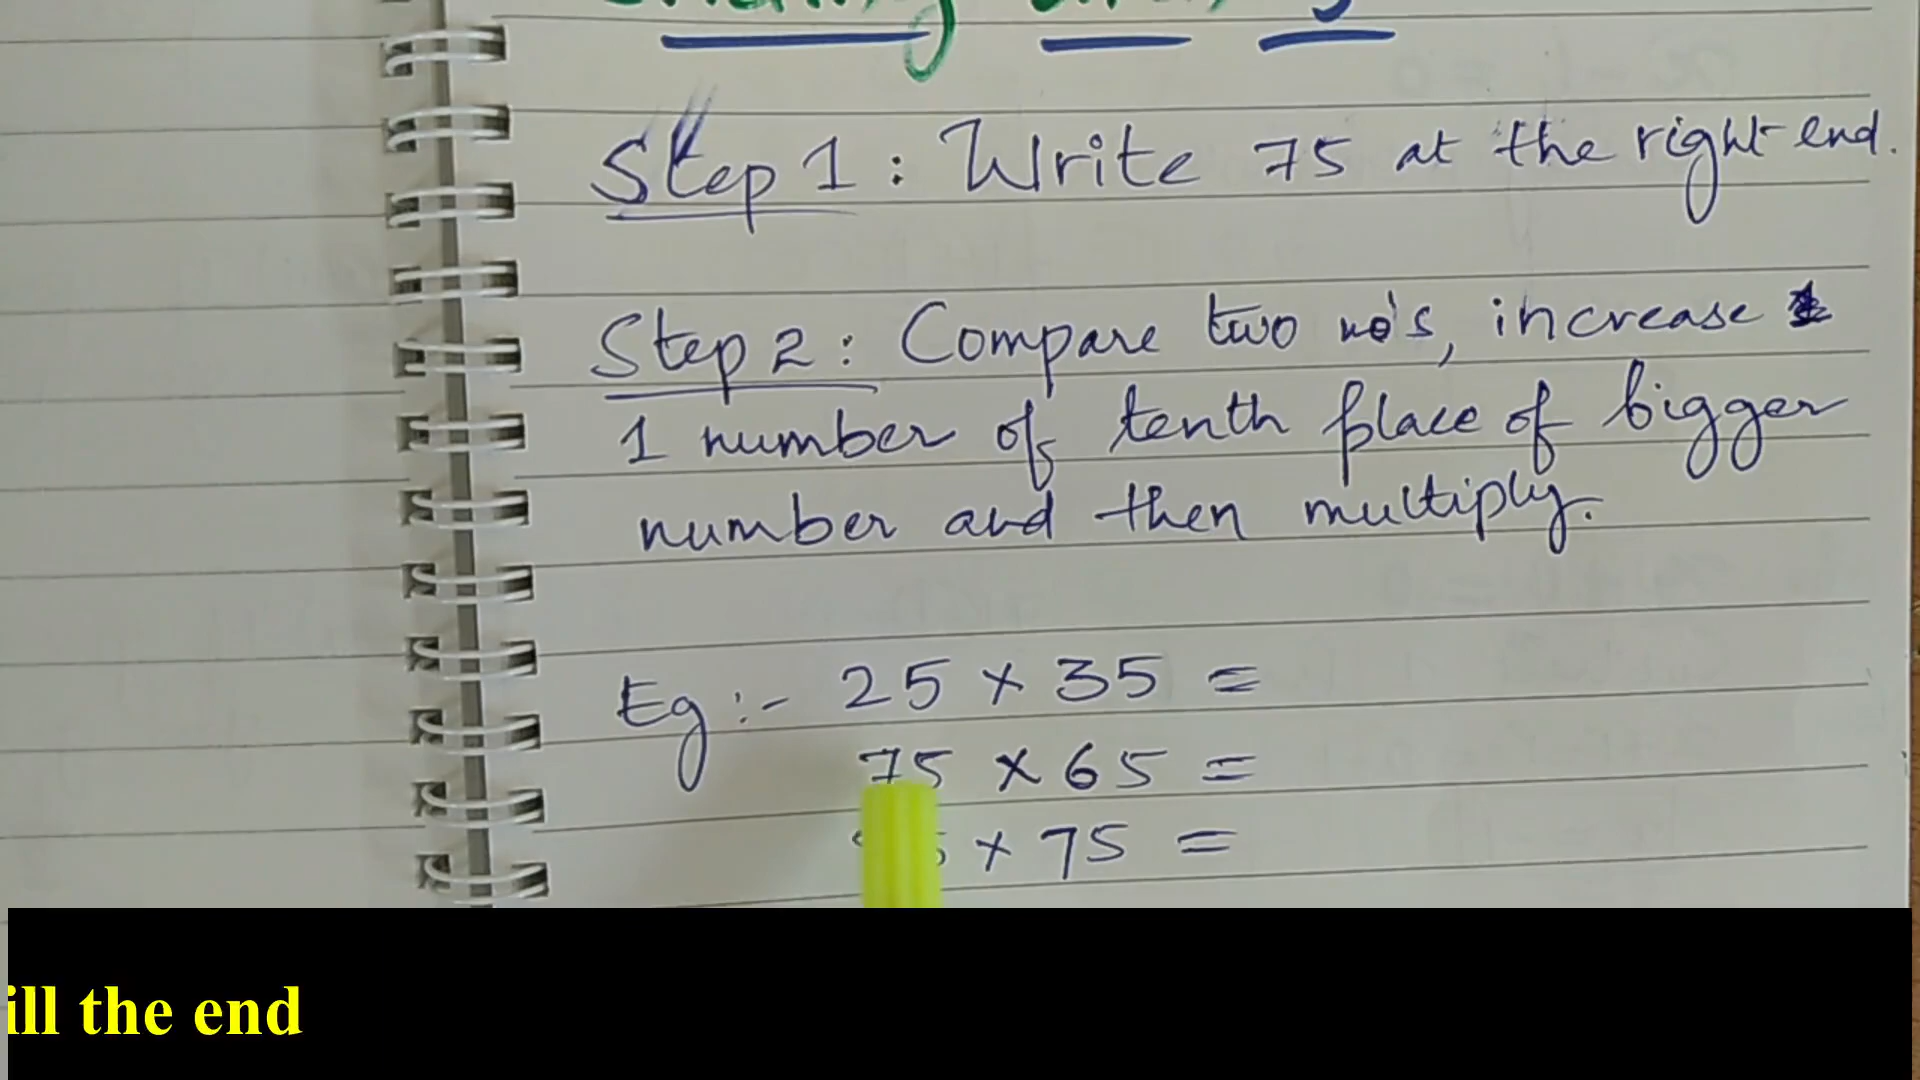 Step 1 : Write 75 at the right end.
Step 2 : Compare two no's, increase
1 number of tenth place of bigger
number and then multiply.
Eg :- 25 × 35 =
75 × 65 =
× 75 =
ill the end